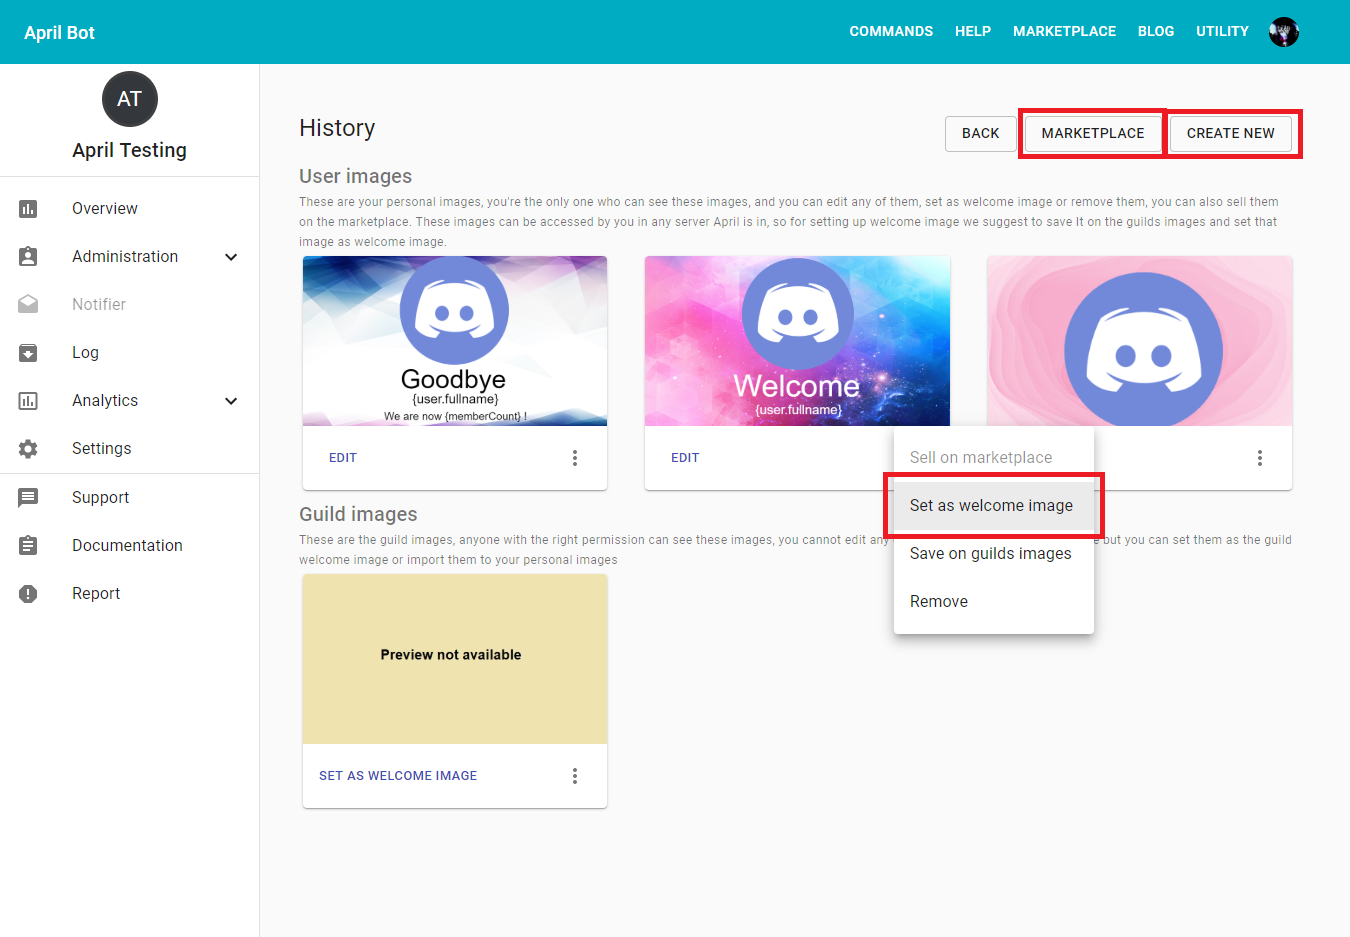 April Bot
COMMANDS HELP MARKETPLACE BLOG UTILITY
AT
April Testing
Overview
Administration
Notifier
Log
Analytics
Settings
Support
Documentation
Report
History
BACK MARKETPLACE CREATE NEW
User images
These are your personal images, you're the only one who can see these images, and you can edit any of them, set as welcome image or remove them, you can also sell them
on the marketplace. These images can be accessed by you in any server April is in, so for setting up welcome image we suggest to save It on the guilds images and set that
image as welcome image.
Goodbye
{user.fullname}
We are now {memberCount} !
EDIT
Welcome
{user.fullname}
EDIT
Sell on marketplace
Set as welcome image
Save on guilds images
Remove
Guild images
These are the guild images, anyone with the right permission can see these images, you cannot edit any but you can set them as the guild
welcome image or import them to your personal images
Preview not available
SET AS WELCOME IMAGE